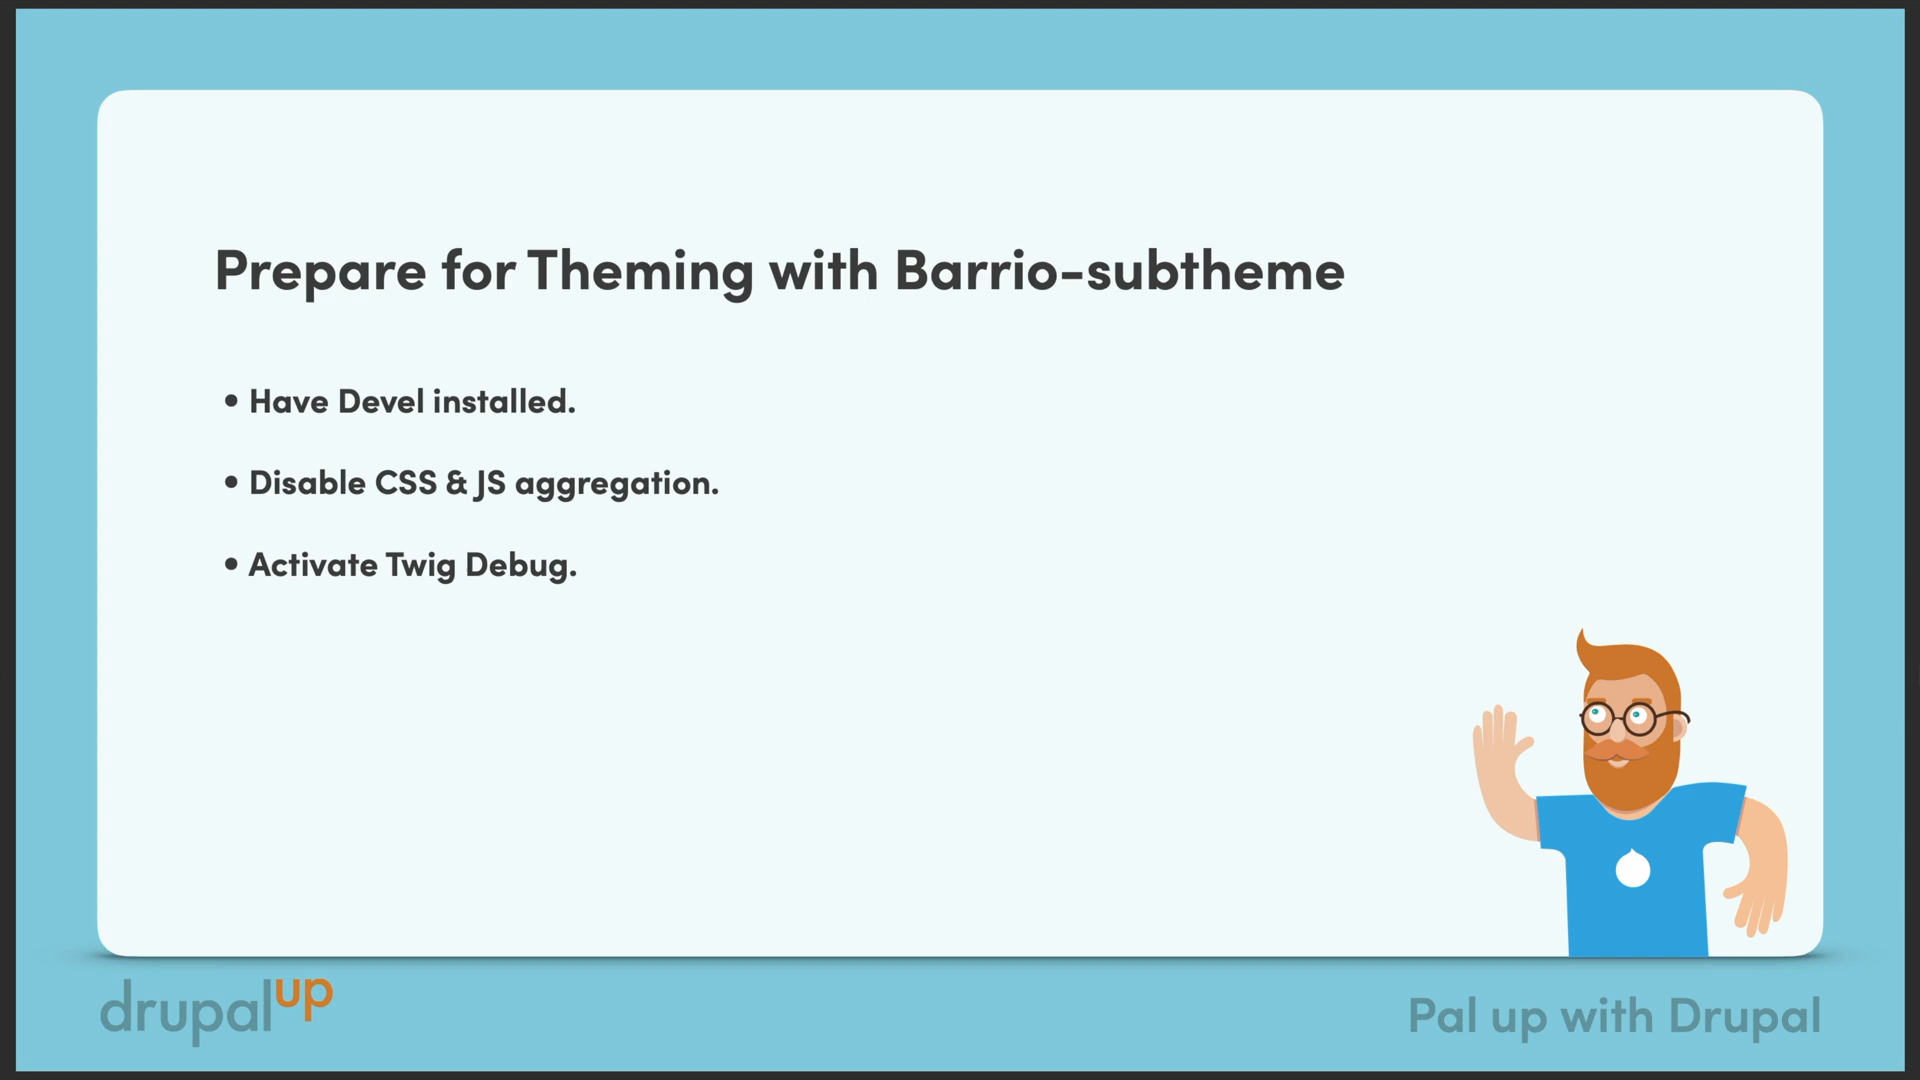 Prepare for Theming with Barrio-subtheme
• Have Devel installed.
• Disable CSS & JS aggregation.
• Activate Twig Debug.
drupalup
Pal up with Drupal